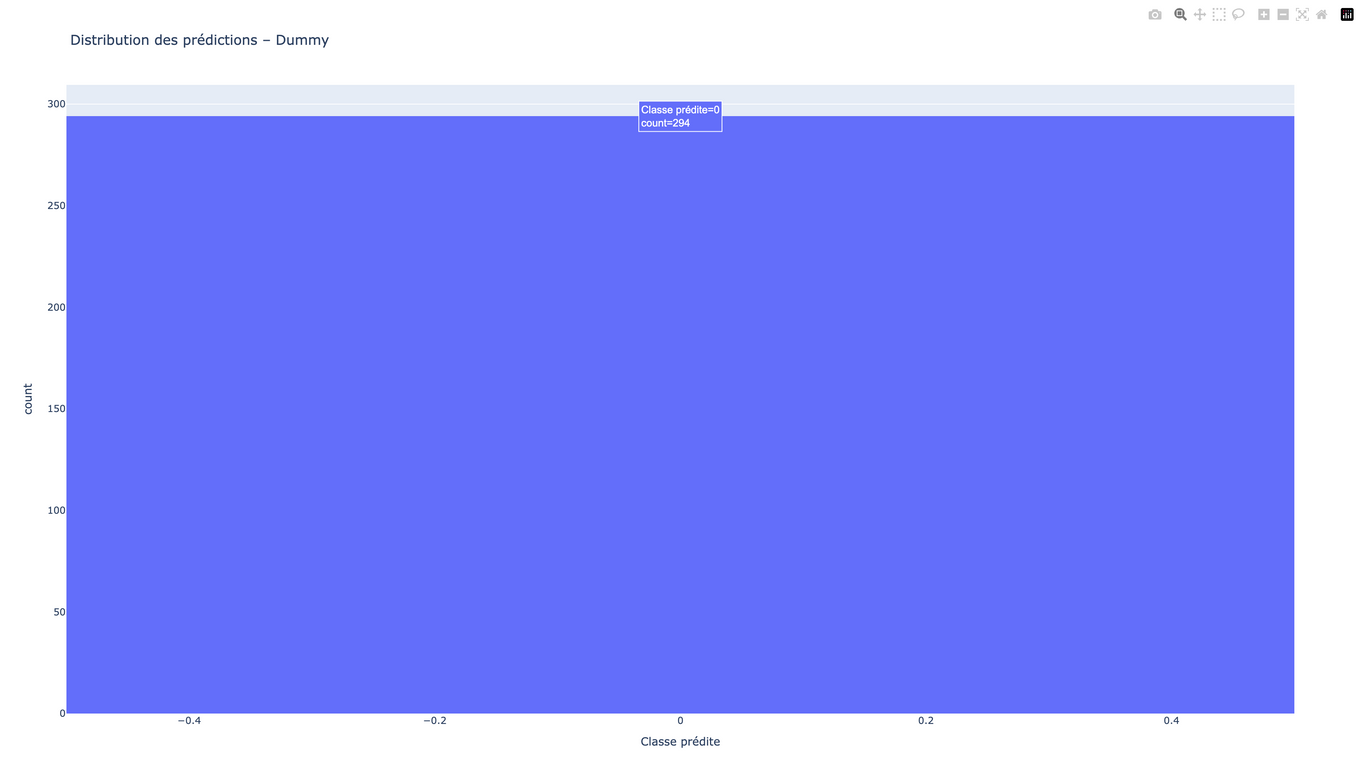 Distribution des prédictions – Dummy
300
250
200
150
100
50
0
count
Classe prédite=0
count=294
−0.4
−0.2
0
0.2
0.4
Classe prédite